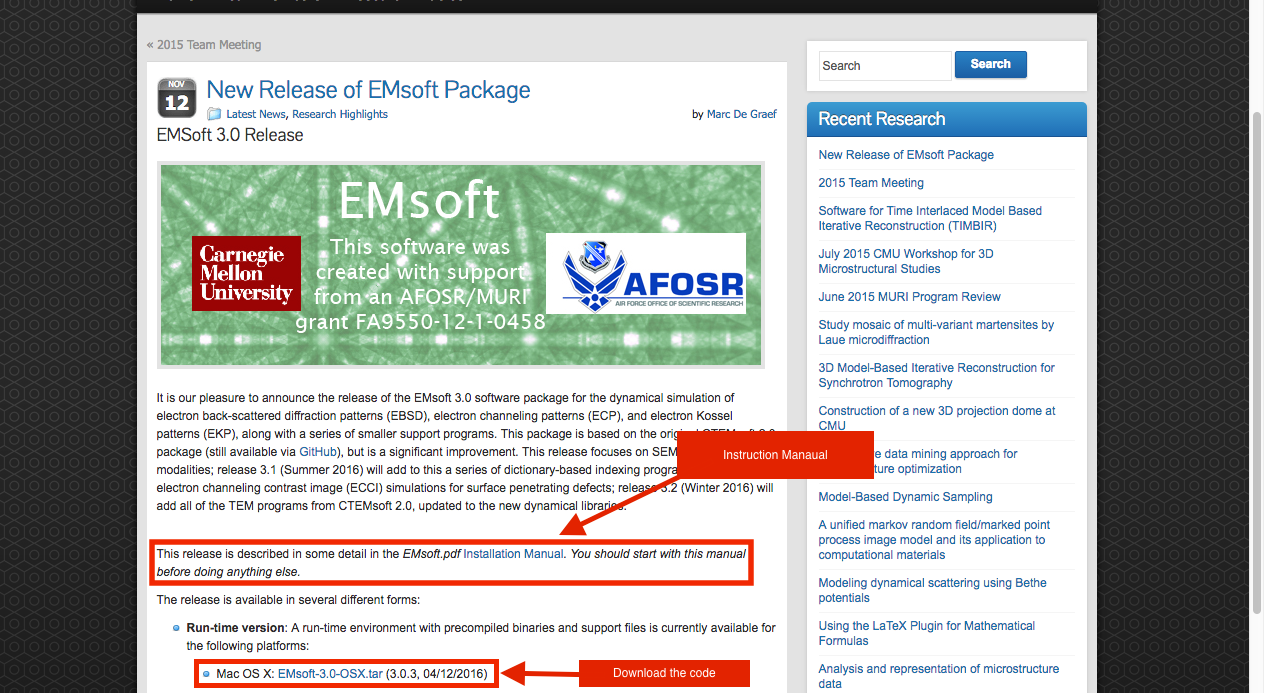 « 2015 Team Meeting
NOV
12
New Release of EMsoft Package
Latest News, Research Highlights
by Marc De Graef
EMSoft 3.0 Release
EMsoft
Carnegie
Mellon
University
This software was
created with support
from an AFOSR/MURI
grant FA9550-12-1-0458
AFOSR
AIR FORCE OFFICE OF SCIENTIFIC RESEARCH
It is our pleasure to announce the release of the EMsoft 3.0 software package for the dynamical simulation of
electron back-scattered diffraction patterns (EBSD), electron channeling patterns (ECP), and electron Kossel
patterns (EKP), along with a series of smaller support programs. This package is based on the
package (still available via GitHub), but is a significant improvement. This release focuses on SEM
modalities; release 3.1 (Summer 2016) will add to this a series of dictionary-based indexing
electron channeling contrast image (ECCI) simulations for surface penetrating defects; release 3.2 (Winter 2016) will
add all of the TEM programs from CTEMsoft 2.0, updated to the new dynamical libraries.
Instruction Manaual
This release is described in some detail in the EMsoft.pdf Installation Manual. You should start with this manual
before doing anything else.
The release is available in several different forms:
Run-time version: A run-time environment with precompiled binaries and support files is currently available for
the following platforms:
Mac OS X: EMsoft-3.0-OSX.tar (3.0.3, 04/12/2016)
Download the code
Search
Search
Recent Research
New Release of EMsoft Package
2015 Team Meeting
Software for Time Interlaced Model Based
Iterative Reconstruction (TIMBIR)
July 2015 CMU Workshop for 3D
Microstructural Studies
June 2015 MURI Program Review
Study mosaic of multi-variant martensites by
Laue microdiffraction
3D Model-Based Iterative Reconstruction for
Synchrotron Tomography
Construction of a new 3D projection dome at
CMU
data mining approach for
optimization
Model-Based Dynamic Sampling
A unified markov random field/marked point
process image model and its application to
computational materials
Modeling dynamical scattering using Bethe
potentials
Using the LaTeX Plugin for Mathematical
Formulas
Analysis and representation of microstructure
data